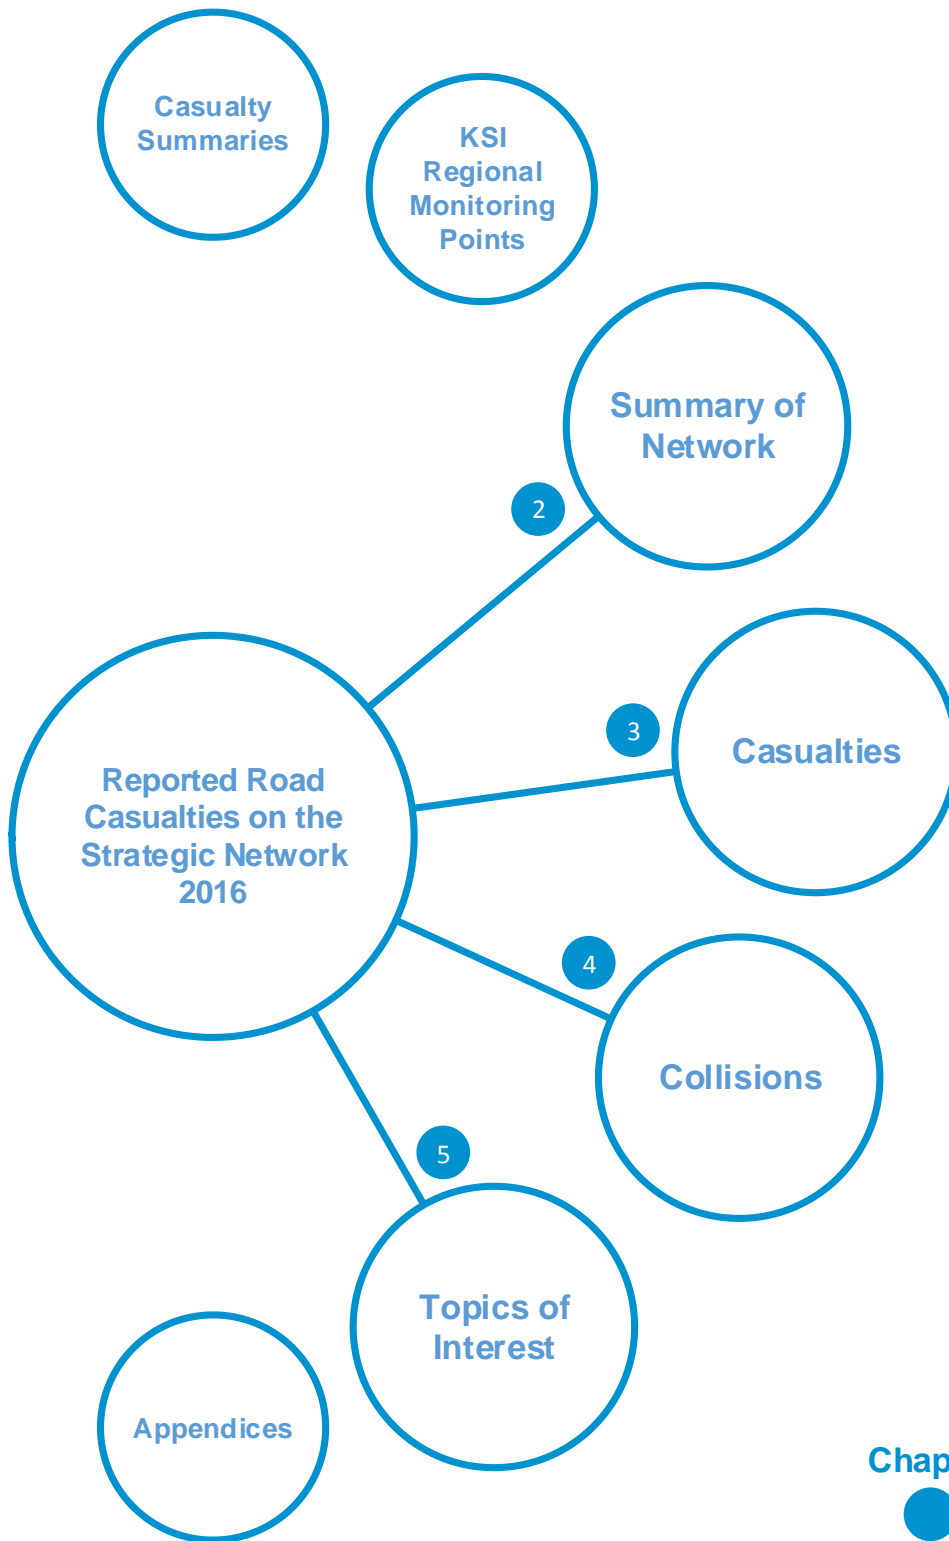 Casualty
Summaries
KSI
Regional
Monitoring
Points
Summary of
Network
2
3
Casualties
Reported Road
Casualties on the
Strategic Network
2016
4
Collisions
5
Topics of
Interest
Appendices
Chap